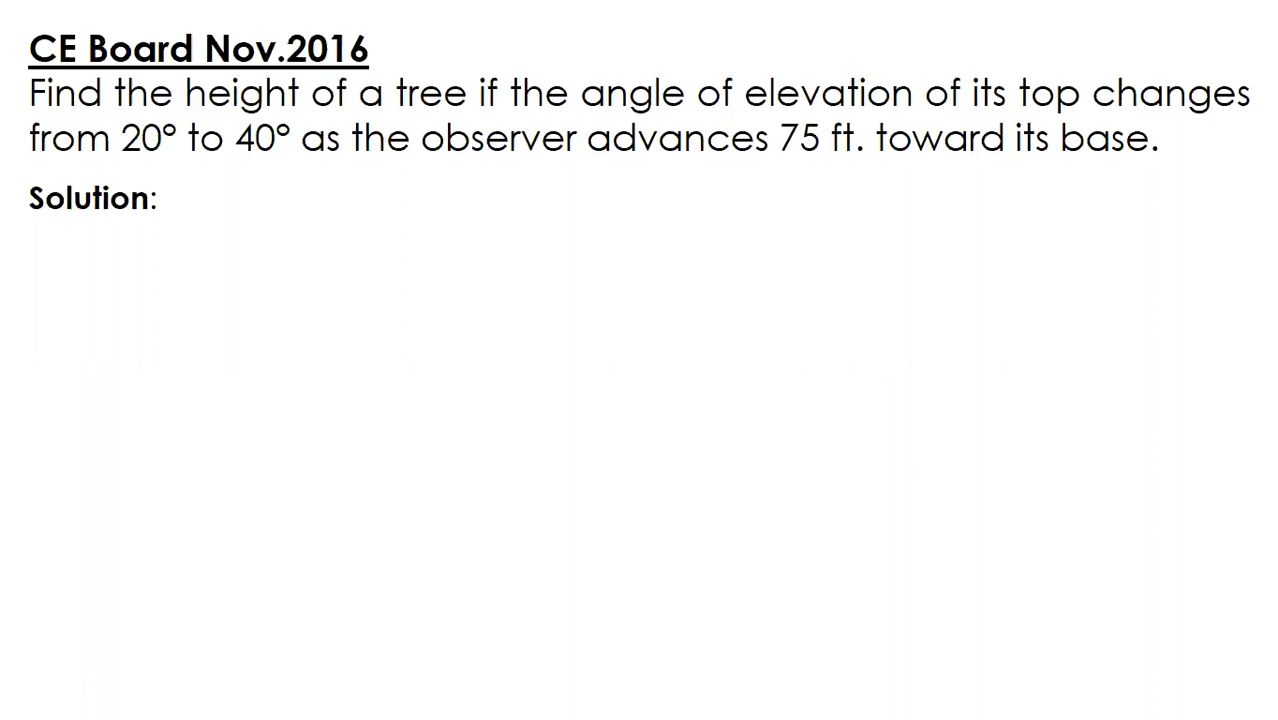 CE Board Nov.2016
Find the height of a tree if the angle of elevation of its top changes
from 20° to 40° as the observer advances 75 ft. toward its base.
Solution: